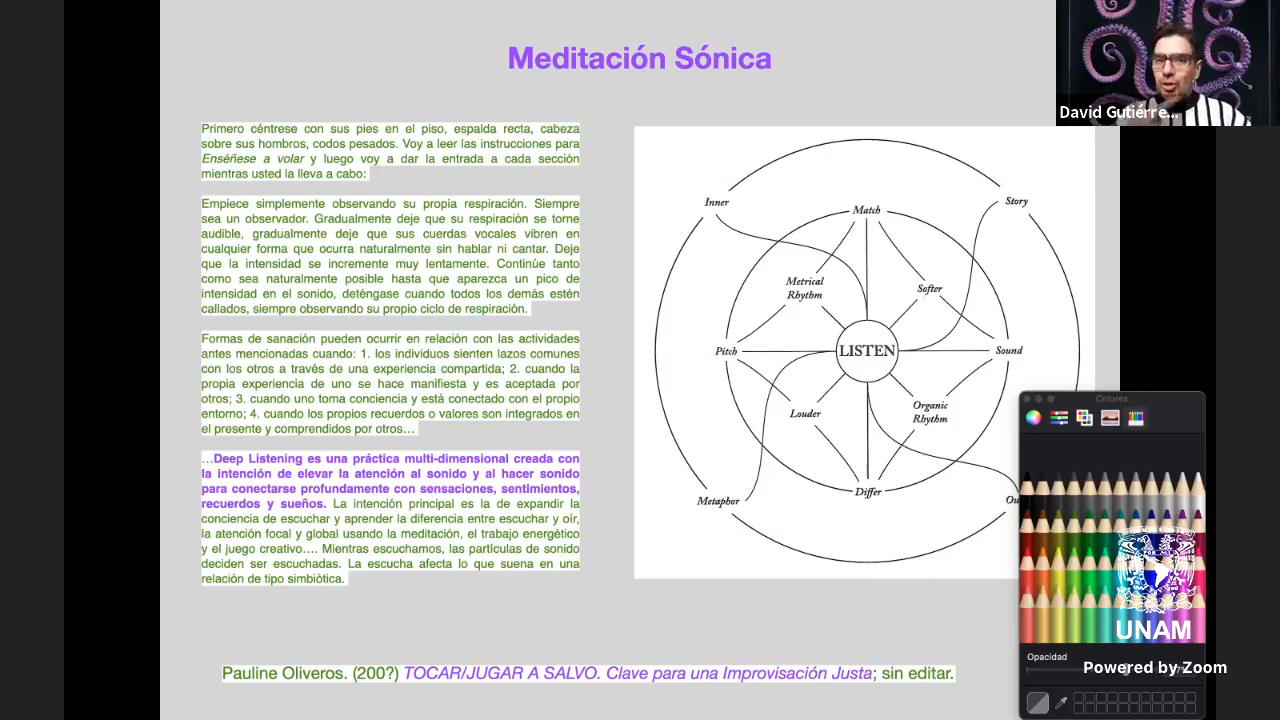 Meditación Sónica
David Gutiérre...
Primero céntrese con sus pies en el piso, espalda recta, cabeza
sobre sus hombros, codos pesados. Voy a leer las instrucciones para
Enséñese a volar y luego voy a dar la entrada a cada sección
mientras usted la lleva a cabo:
Empiece simplemente observando su propia respiración. Siempre
sea un observador. Gradualmente deje que su respiración se torne
audible, gradualmente deje que sus cuerdas vocales vibren en
cualquier forma que ocurra naturalmente sin hablar ni cantar. Deje
que la intensidad se incremente muy lentamente. Continúe tanto
como sea naturalmente posible hasta que aparezca un pico de
intensidad en el sonido, deténgase cuando todos los demás estén
callados, siempre observando su propio ciclo de respiración.
Formas de sanación pueden ocurrir en relación con las actividades
antes mencionadas cuando: 1. los individuos sienten lazos comunes
con los otros a través de una experiencia compartida; 2. cuando la
propia experiencia de uno se hace manifiesta y es aceptada por
otros; 3. cuando uno toma conciencia y está conectado con el propio
entorno; 4. cuando los propios recuerdos o valores son integrados en
el presente y comprendidos por otros…
…Deep Listening es una práctica multi-dimensional creada con
la intención de elevar la atención al sonido y al hacer sonido
para conectarse profundamente con sensaciones, sentimientos,
recuerdos y sueños. La intención principal es la de expandir la
conciencia de escuchar y aprender la diferencia entre escuchar y oír,
la atención focal y global usando la meditación, el trabajo energético
y el juego creativo…. Mientras escuchamos, las partículas de sonido
deciden ser escuchadas. La escucha afecta lo que suena en una
relación de tipo simbiótica.
Inner
Story
Match
Metrical
Rhythm
Softer
Pitch
LISTEN
Sound
Louder
Organic
Rhythm
Metaphor
Differ
Ou
Colores
UNAM
Opacidad
Powered by Zoom
Pauline Oliveros. (200?) TOCAR/JUGAR A SALVO. Clave para una Improvisación Justa; sin editar.